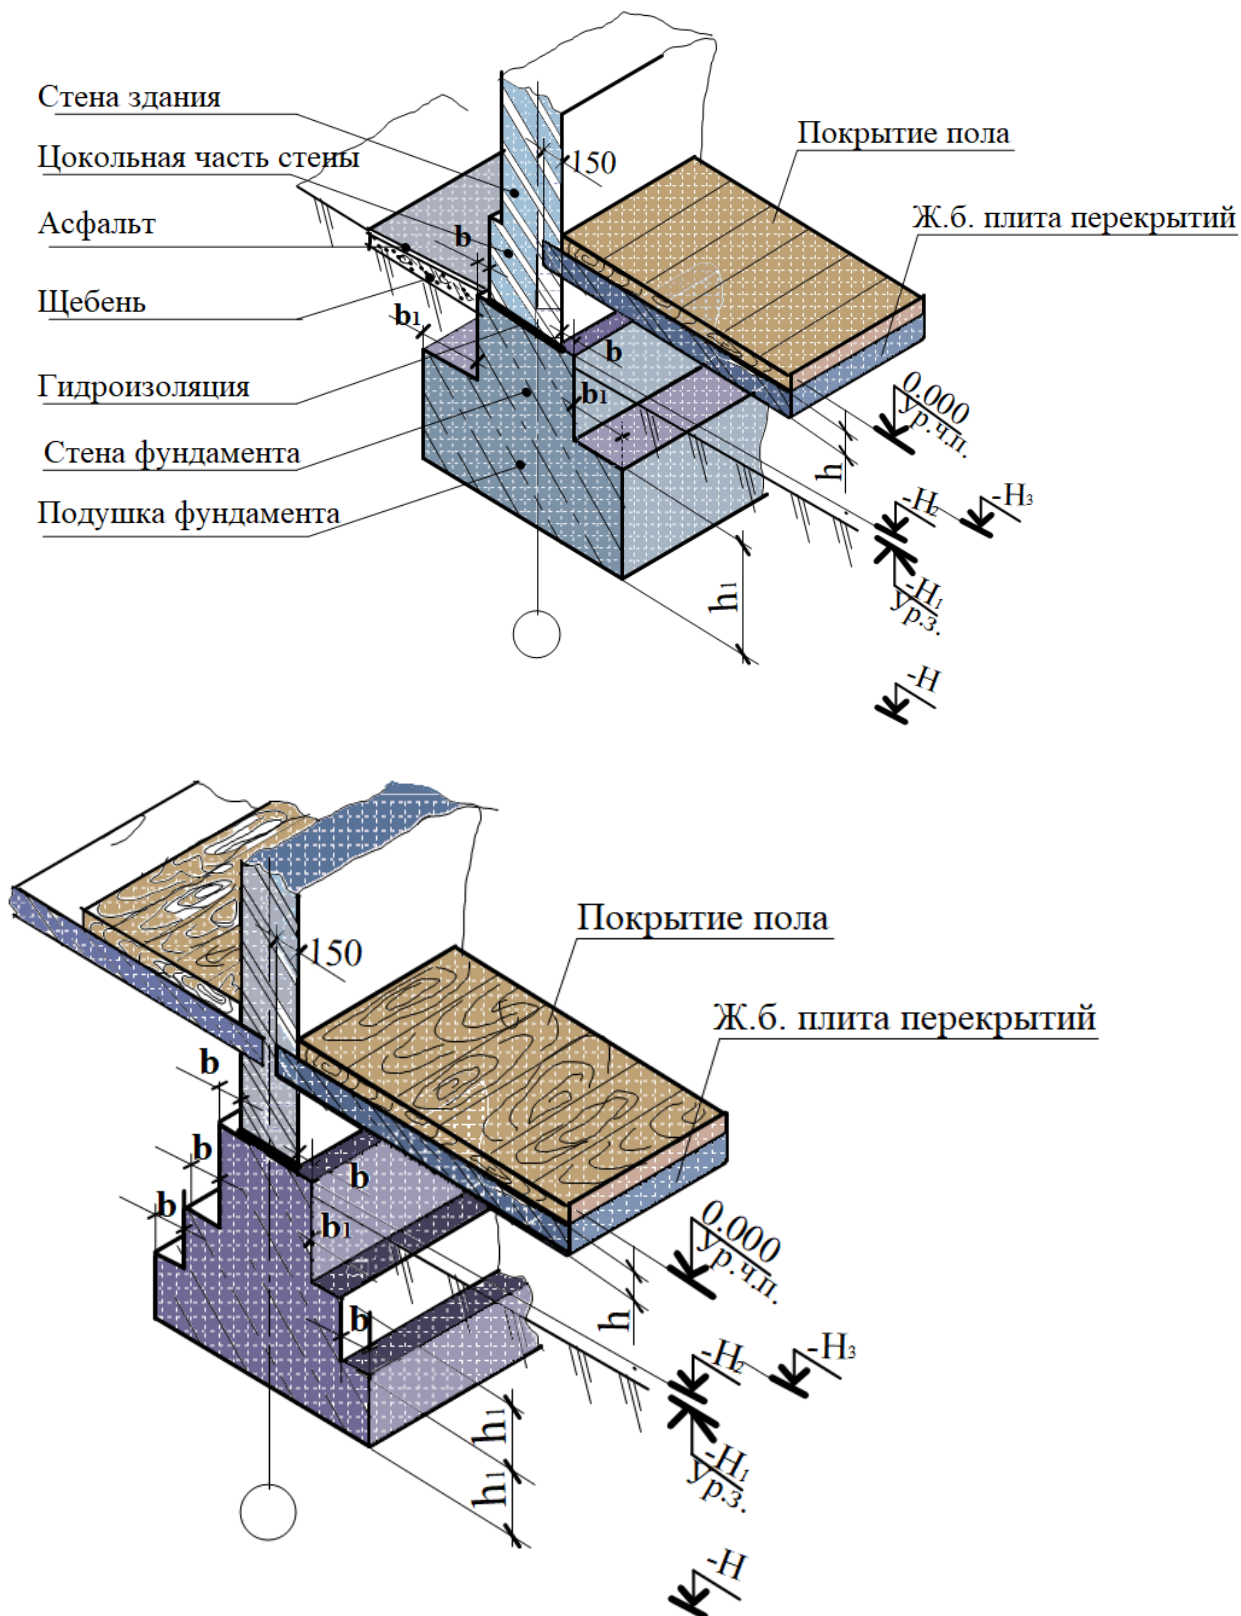 Стена здания
Цокольная часть стены
Асфальт
Щебень
Гидроизоляция
Стена фундамента
Подушка фундамента
150
Покрытие пола
Ж.б. плита перекрытий
b
b1
b
b1
0.000
ур.ч.п.
h
-H2
-H3
-H1
ур.з.
h1
-H
150
Покрытие пола
Ж.б. плита перекрытий
b
b
b
b
b1
b
0.000
ур.ч.п.
h
-H2
-H3
h1
-H1
ур.з.
h1
-H